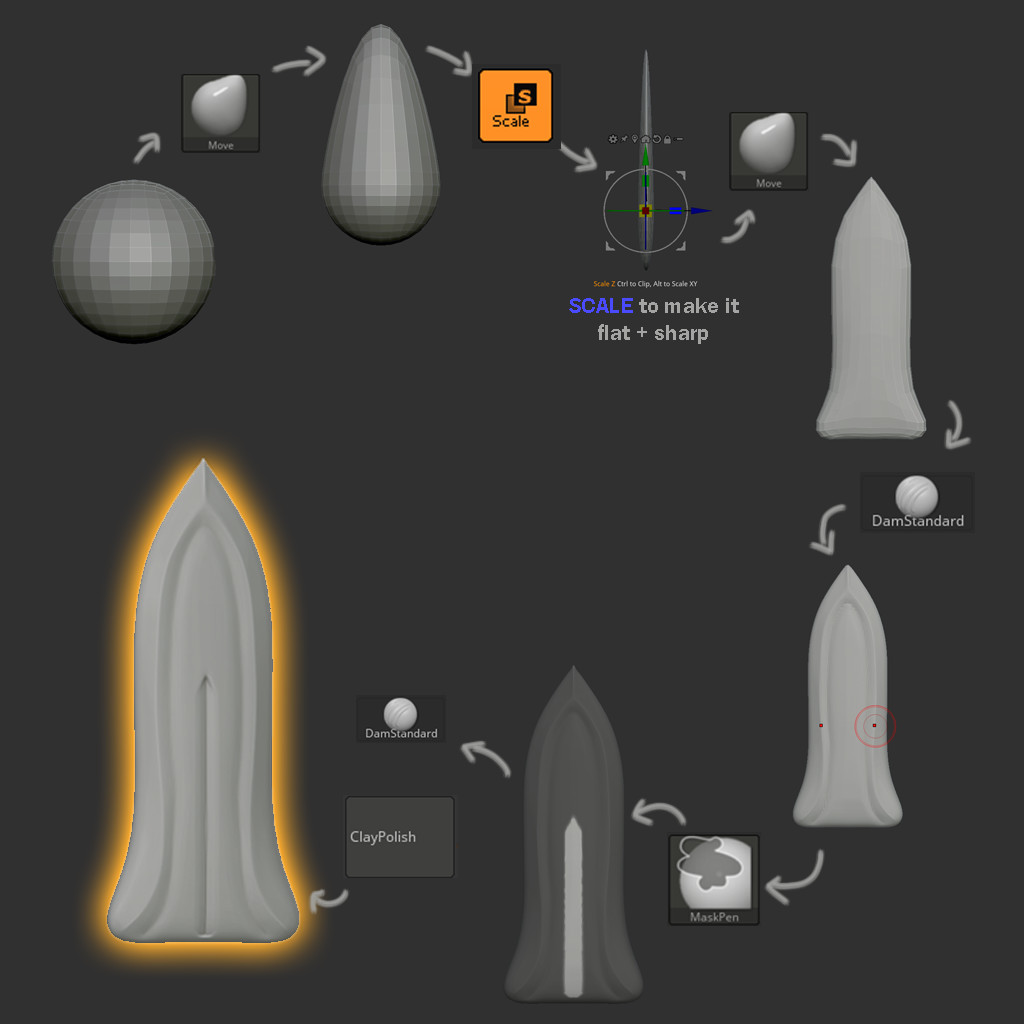 Move
S
Scale
Move
Scale Z Ctrl to Clip, Alt to Scale XY
SCALE to make it
flat + sharp
DamStandard
MaskPen
DamStandard
ClayPolish